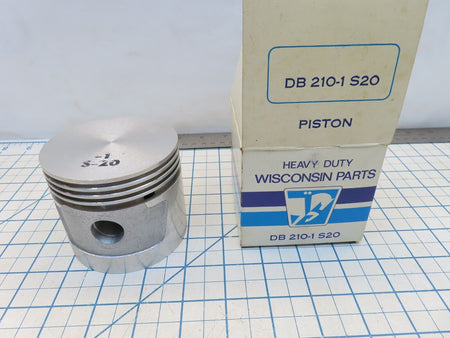 -1
S-20
DB 210-1 S20
PISTON
HEAVY DUTY
WISCONSIN PARTS
DB 210-1 S20